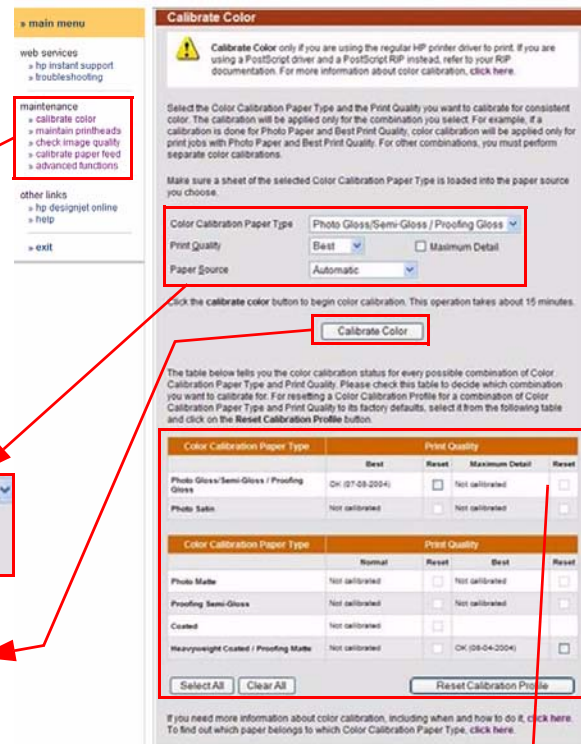 » main menu
web services
» hp instant support
» troubleshooting
maintenance
» calibrate color
» maintain printheads
» check image quality
» calibrate paper feed
» advanced functions
other links
» hp designjet online
» help
» exit
Calibrate Color
Calibrate Color only if you are using the regular HP printer driver to print. If you are
using a PostScript driver and a PostScript RIP instead, refer to your RIP
documentation. For more information about color calibration, click here.
Select the Color Calibration Paper Type and the Print Quality you want to calibrate for consistent
color. The calibration will be applied only for the combination you select. For example, if a
calibration is done for Photo Paper and Best Print Quality, color calibration will be applied only for
print jobs with Photo Paper and Best Print Quality. For other combinations, you must perform
separate color calibrations.
Make sure a sheet of the selected Color Calibration Paper Type is loaded into the paper source
you choose.
Color Calibration Paper Type Photo Gloss/Semi-Gloss / Proofing Gloss
Print Quality Best Maximum Detail
Paper Source Automatic
Click the calibrate color button to begin color calibration. This operation takes about 15 minutes.
Calibrate Color
The table below tells you the color calibration status for every possible combination of Color
Calibration Paper Type and Print Quality. Please check this table to decide which combination
you want to calibrate for. For resetting a Color Calibration Profile for a combination of Color
Calibration Paper Type and Print Quality to its factory defaults, select it from the following table
and click on the Reset Calibration Profile button.
Color Calibration Paper Type Print Quality
Best Reset Maximum Detail Reset
Photo Gloss/Semi-Gloss / Proofing
Gloss OK (07-08-2004) Not calibrated
Photo Satin Not calibrated Not calibrated
Color Calibration Paper Type Print Quality
Normal Reset Best Reset
Photo Matte Not calibrated Not calibrated
Proofing Semi-Gloss Not calibrated Not calibrated
Coated Not calibrated
Heavyweight Coated / Proofing Matte Not calibrated OK (08-04-2004)
Select All Clear All Reset Calibration Profile
If you need more information about color calibration, including when and how to do it, click here.
To find out which paper belongs to which Color Calibration Paper Type, click here.